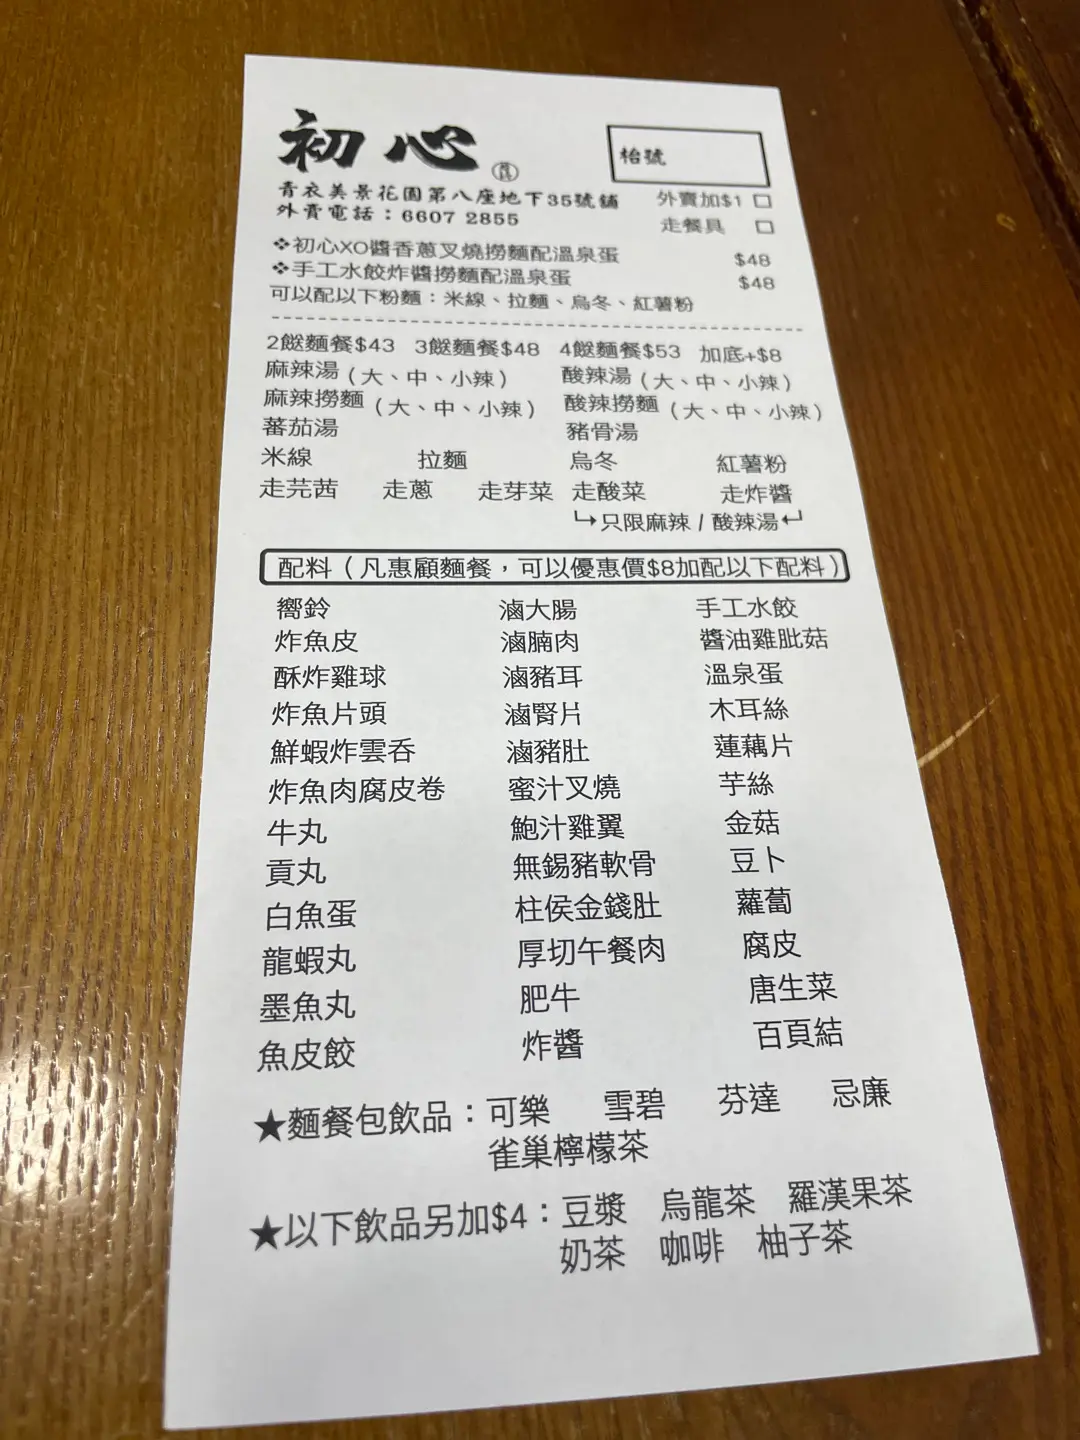 初心
枱號
青衣美景花園第八座地下35號舖
外賣加$1 □
外賣電話：6607 2855
走餐具 □
❖初心XO醬香蔥叉燒撈麵配溫泉蛋 $48
❖手工水餃炸醬撈麵配溫泉蛋 $48
可以配以下粉麵：米線、拉麵、烏冬、紅薯粉
2餸麵餐$43 3餸麵餐$48 4餸麵餐$53 加底+$8
麻辣湯（大、中、小辣） 酸辣湯（大、中、小辣）
麻辣撈麵（大、中、小辣） 酸辣撈麵（大、中、小辣）
蕃茄湯 豬骨湯
米線 拉麵 烏冬 紅薯粉
走芫茜 走蔥 走芽菜 走酸菜 走炸醬
↳只限麻辣 / 酸辣湯↵
配料（凡惠顧麵餐，可以優惠價$8加配以下配料）
嚮鈴 滷大腸 手工水餃
炸魚皮 滷腩肉 醬油雞肶菇
酥炸雞球 滷豬耳 溫泉蛋
炸魚片頭 滷腎片 木耳絲
鮮蝦炸雲吞 滷豬肚 蓮藕片
炸魚肉腐皮卷 蜜汁叉燒 芋絲
牛丸 鮑汁雞翼 金菇
貢丸 無錫豬軟骨 豆卜
白魚蛋 柱侯金錢肚 蘿蔔
龍蝦丸 厚切午餐肉 腐皮
墨魚丸 肥牛 唐生菜
魚皮餃 炸醬 百頁結
★麵餐包飲品：可樂 雪碧 芬達 忌廉
雀巢檸檬茶
★以下飲品另加$4：豆漿 烏龍茶 羅漢果茶
奶茶 咖啡 柚子茶